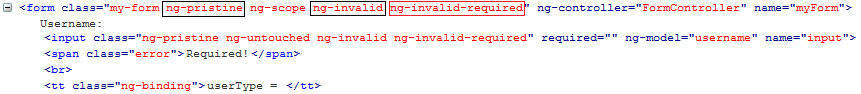 <form class="my-form ng-pristine ng-scope ng-invalid ng-invalid-required" ng-controller="FormController" name="myForm">
Username:
<input class="ng-pristine ng-untouched ng-invalid ng-invalid-required" required="" ng-model="username" name="input">
<span class="error">Required!</span>
<br>
<tt class="ng-binding">userType = </tt>